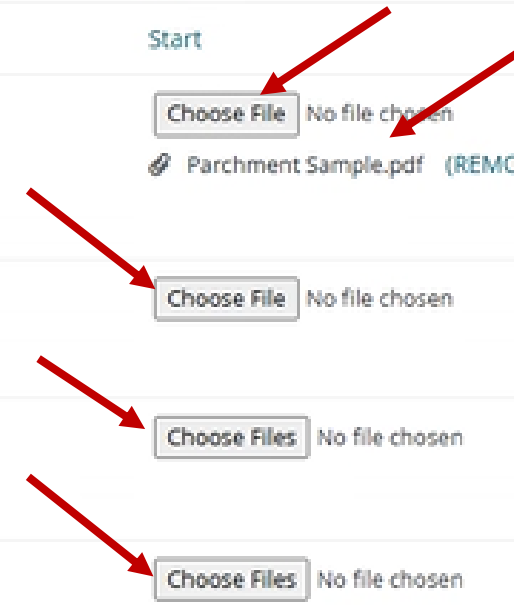 Start
Choose File No file chosen
Parchment Sample.pdf (REMO
Choose File No file chosen
Choose Files No file chosen
Choose Files No file chosen